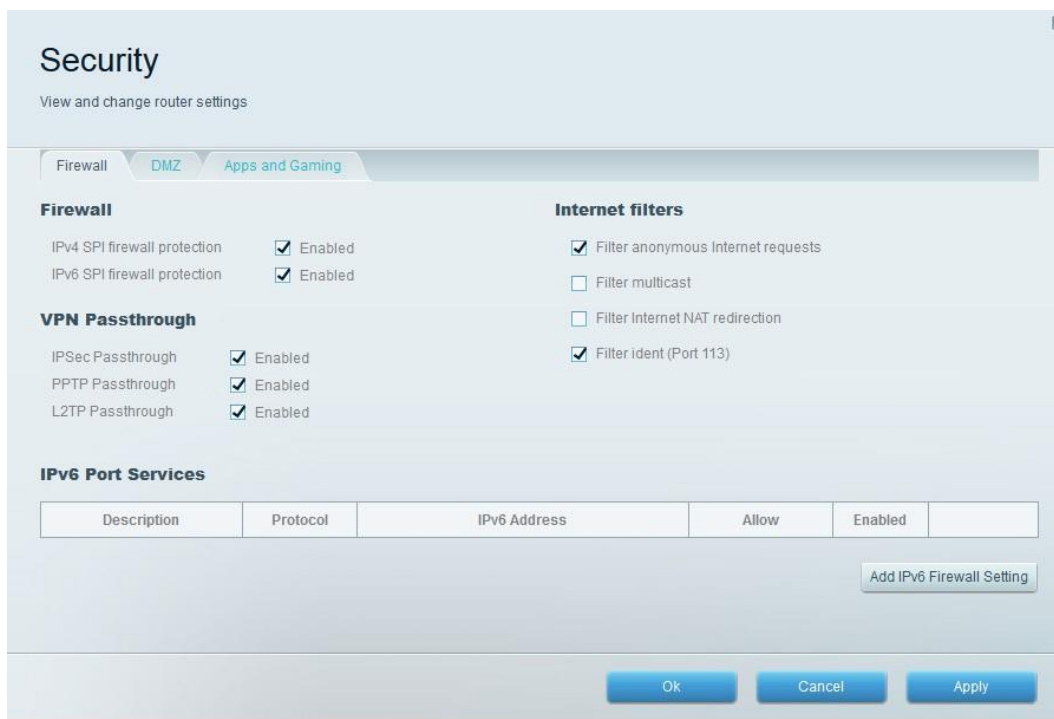 Security
View and change router settings
Firewall DMZ Apps and Gaming
Firewall
IPv4 SPI firewall protection Enabled
IPv6 SPI firewall protection Enabled
VPN Passthrough
IPSec Passthrough Enabled
PPTP Passthrough Enabled
L2TP Passthrough Enabled
Internet filters
Filter anonymous Internet requests
Filter multicast
Filter Internet NAT redirection
Filter ident (Port 113)
IPv6 Port Services
Description Protocol IPv6 Address Allow Enabled
Add IPv6 Firewall Setting
Ok Cancel Apply